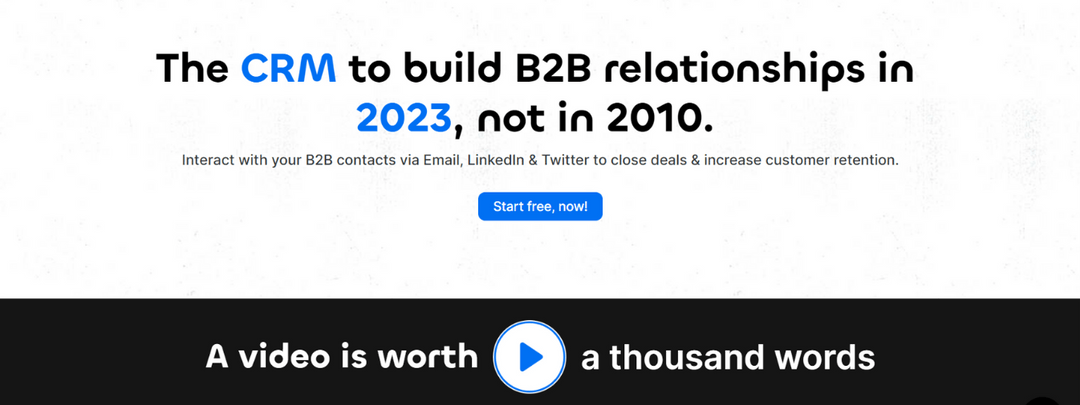 The CRM to build B2B relationships in
2023, not in 2010.
Interact with your B2B contacts via Email, LinkedIn & Twitter to close deals & increase customer retention.
Start free, now!
A video is worth a thousand words